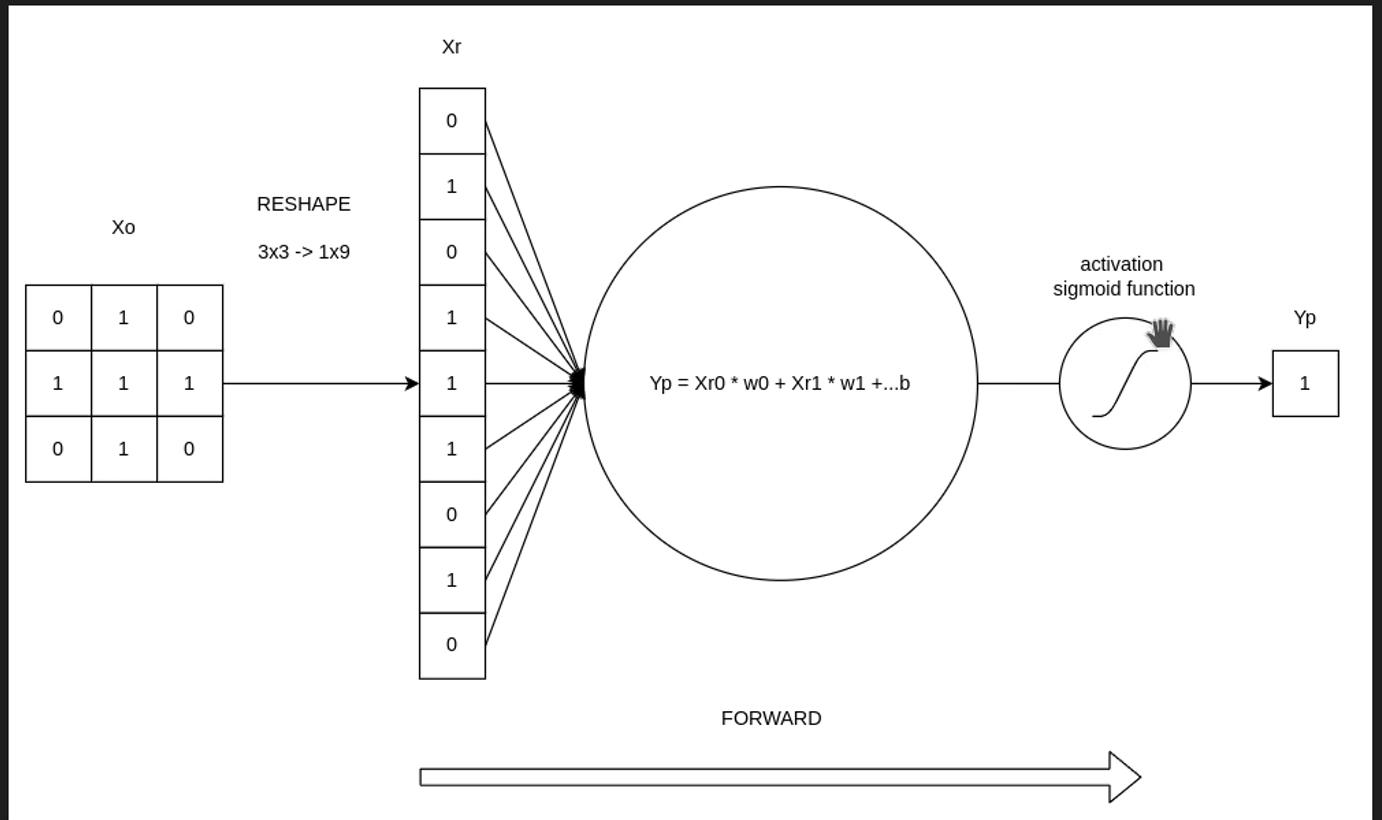 Xo
0 1 0
1 1 1
0 1 0
RESHAPE
3x3 -> 1x9
Xr
0
1
0
1
1
1
0
1
0
Yp = Xr0 * w0 + Xr1 * w1 +...b
activation
sigmoid function
Yp
1
FORWARD